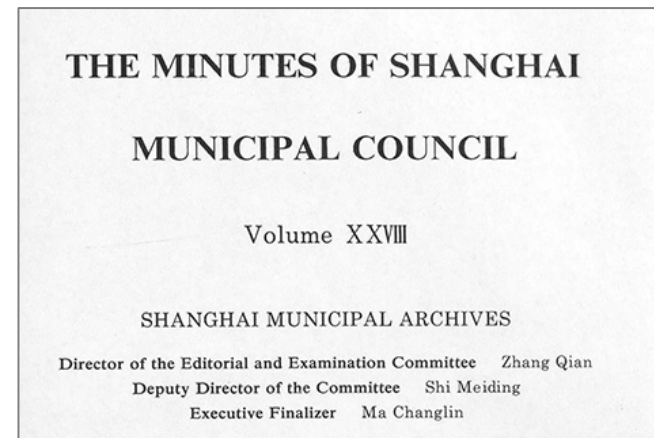 THE MINUTES OF SHANGHAI
MUNICIPAL COUNCIL
Volume XXVIII
SHANGHAI MUNICIPAL ARCHIVES
Director of the Editorial and Examination Committee Zhang Qian
Deputy Director of the Committee Shi Meiding
Executive Finalizer Ma Changlin